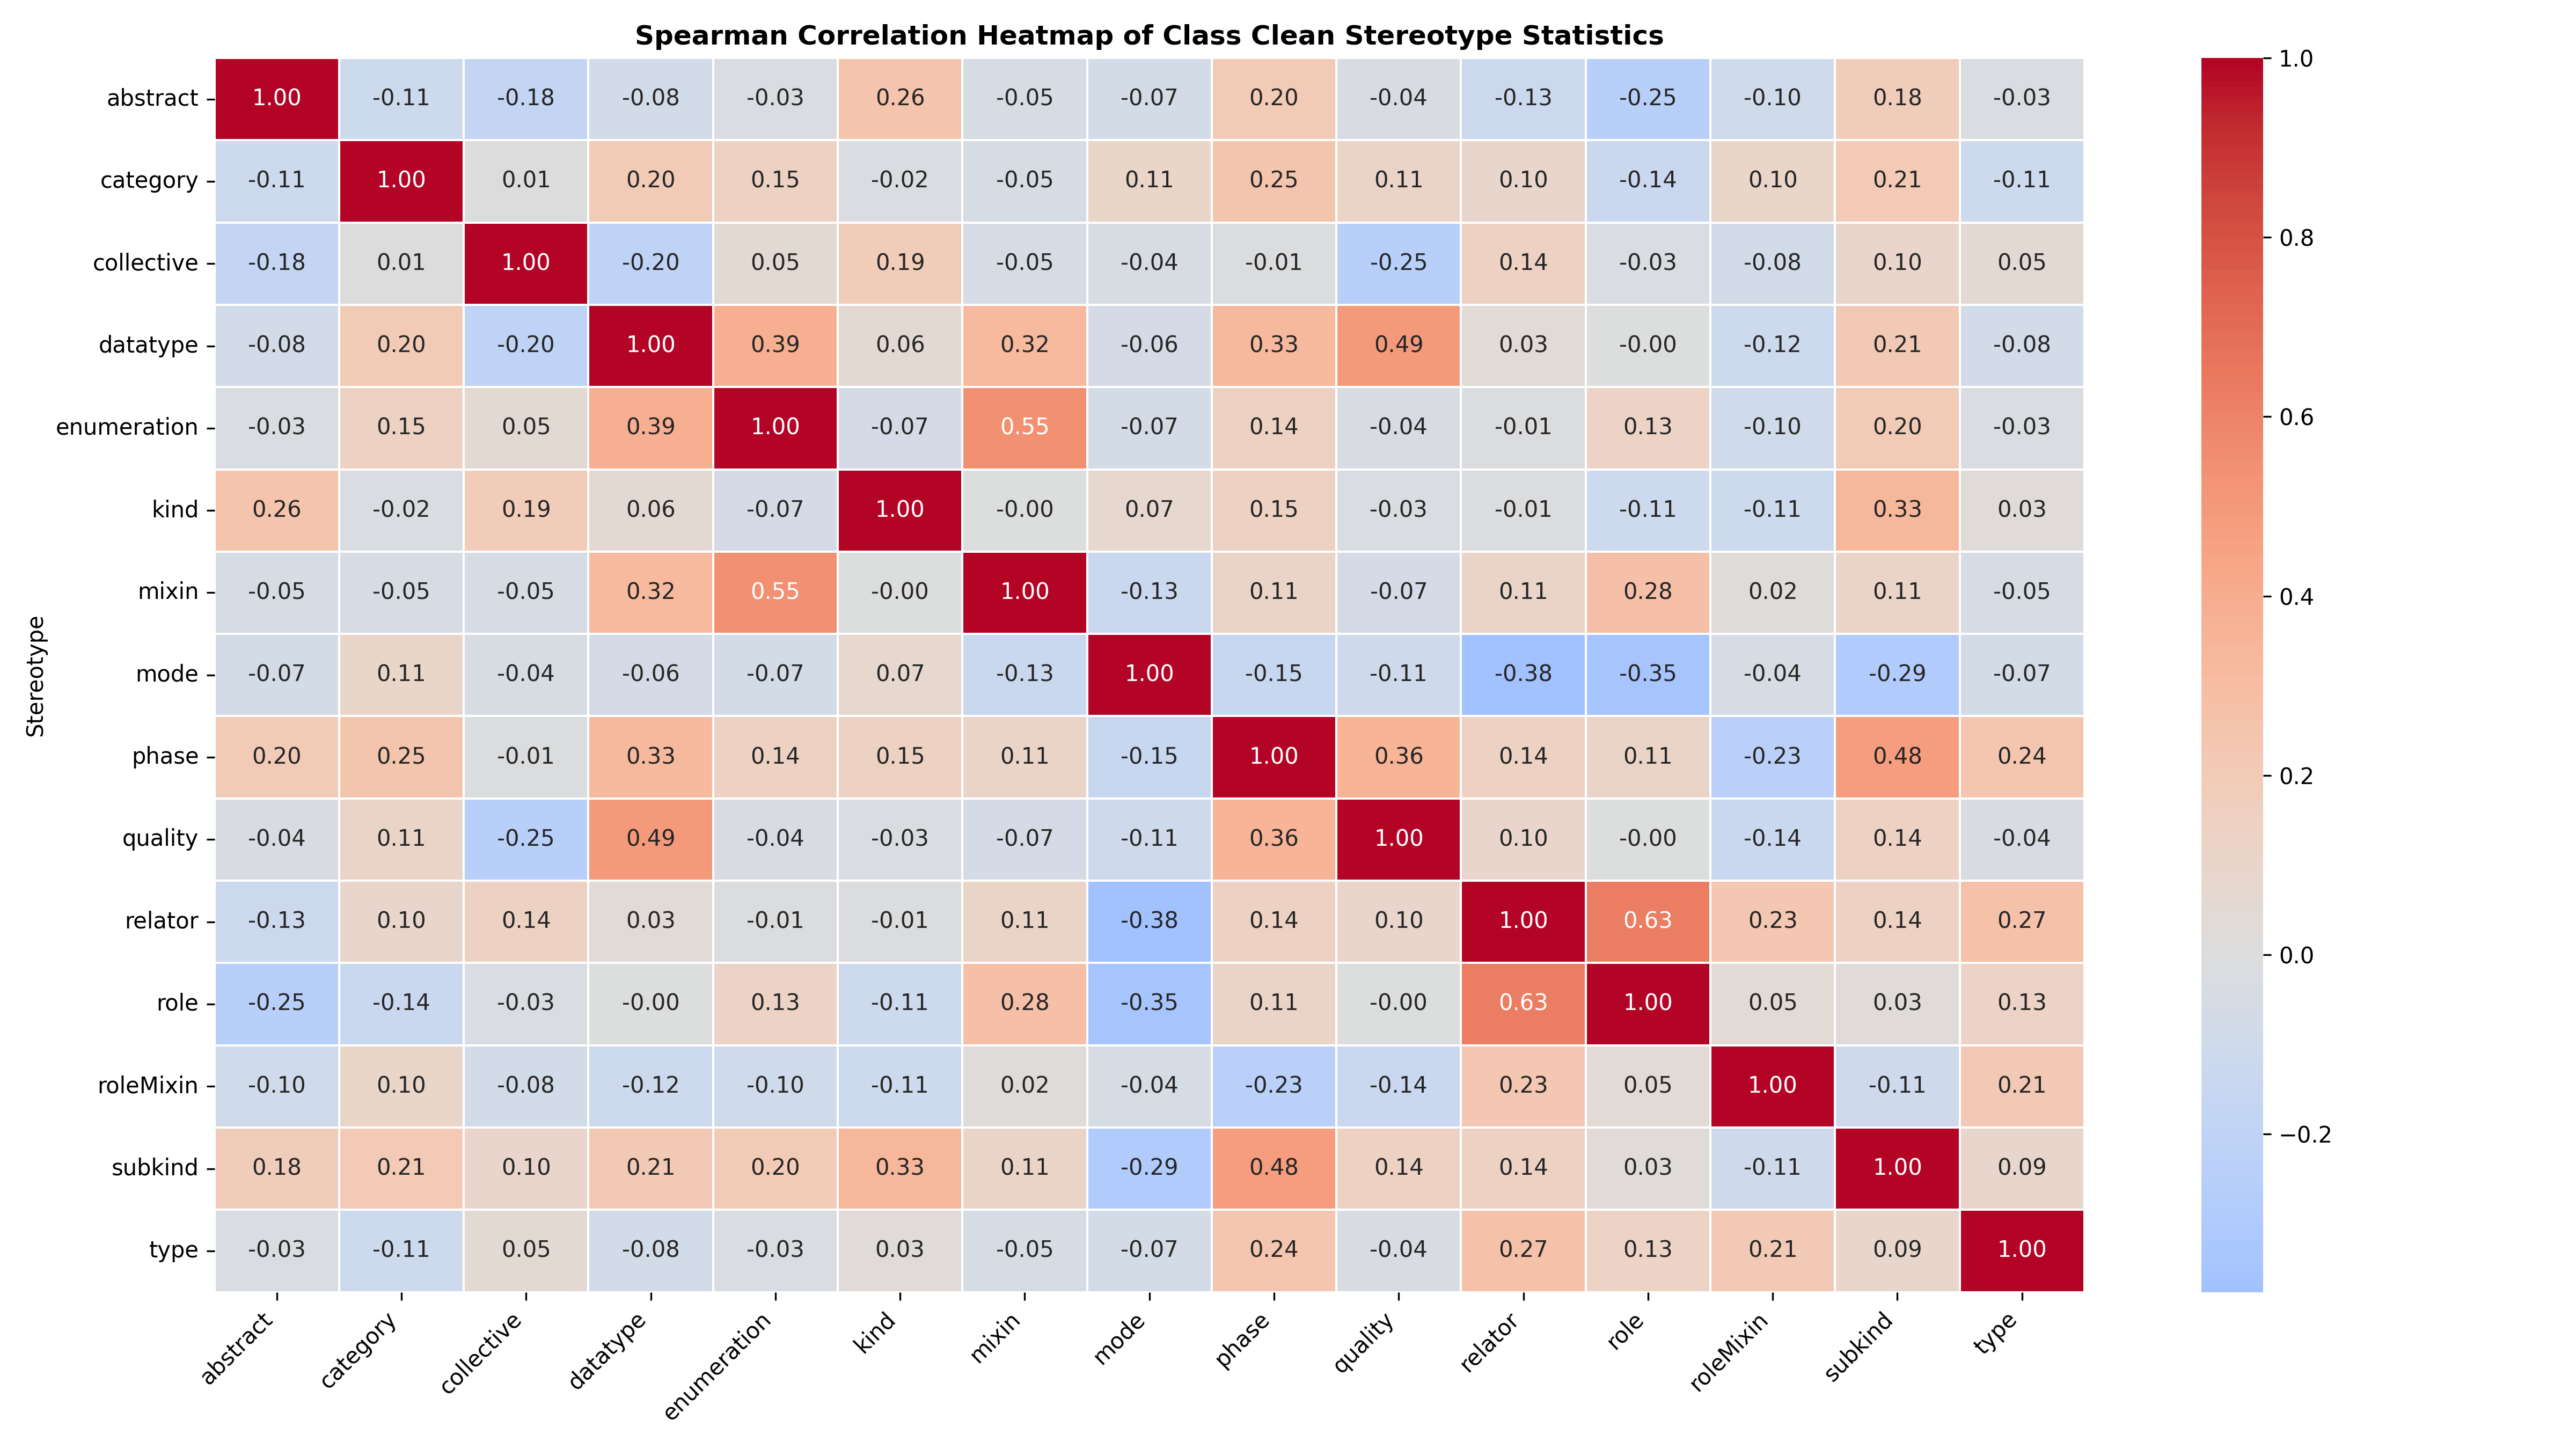 Spearman Correlation Heatmap of Class Clean Stereotype Statistics
Stereotype
abstract 1.00 -0.11 -0.18 -0.08 -0.03 0.26 -0.05 -0.07 0.20 -0.04 -0.13 -0.25 -0.10 0.18 -0.03
category -0.11 1.00 0.01 0.20 0.15 -0.02 -0.05 0.11 0.25 0.11 0.10 -0.14 0.10 0.21 -0.11
collective -0.18 0.01 1.00 -0.20 0.05 0.19 -0.05 -0.04 -0.01 -0.25 0.14 -0.03 -0.08 0.10 0.05
datatype -0.08 0.20 -0.20 1.00 0.39 0.06 0.32 -0.06 0.33 0.49 0.03 -0.00 -0.12 0.21 -0.08
enumeration -0.03 0.15 0.05 0.39 1.00 -0.07 0.55 -0.07 0.14 -0.04 -0.01 0.13 -0.10 0.20 -0.03
kind 0.26 -0.02 0.19 0.06 -0.07 1.00 -0.00 0.07 0.15 -0.03 -0.01 -0.11 -0.11 0.33 0.03
mixin -0.05 -0.05 -0.05 0.32 0.55 -0.00 1.00 -0.13 0.11 -0.07 0.11 0.28 0.02 0.11 -0.05
mode -0.07 0.11 -0.04 -0.06 -0.07 0.07 -0.13 1.00 -0.15 -0.11 -0.38 -0.35 -0.04 -0.29 -0.07
phase 0.20 0.25 -0.01 0.33 0.14 0.15 0.11 -0.15 1.00 0.36 0.14 0.11 -0.23 0.48 0.24
quality -0.04 0.11 -0.25 0.49 -0.04 -0.03 -0.07 -0.11 0.36 1.00 0.10 -0.00 -0.14 0.14 -0.04
relator -0.13 0.10 0.14 0.03 -0.01 -0.01 0.11 -0.38 0.14 0.10 1.00 0.63 0.23 0.14 0.27
role -0.25 -0.14 -0.03 -0.00 0.13 -0.11 0.28 -0.35 0.11 -0.00 0.63 1.00 0.05 0.03 0.13
roleMixin -0.10 0.10 -0.08 -0.12 -0.10 -0.11 0.02 -0.04 -0.23 -0.14 0.23 0.05 1.00 -0.11 0.21
subkind 0.18 0.21 0.10 0.21 0.20 0.33 0.11 -0.29 0.48 0.14 0.14 0.03 -0.11 1.00 0.09
type -0.03 -0.11 0.05 -0.08 -0.03 0.03 -0.05 -0.07 0.24 -0.04 0.27 0.13 0.21 0.09 1.00
abstract category collective datatype enumeration kind mixin mode phase quality relator role roleMixin subkind type
1.0
0.8
0.6
0.4
0.2
0.0
−0.2